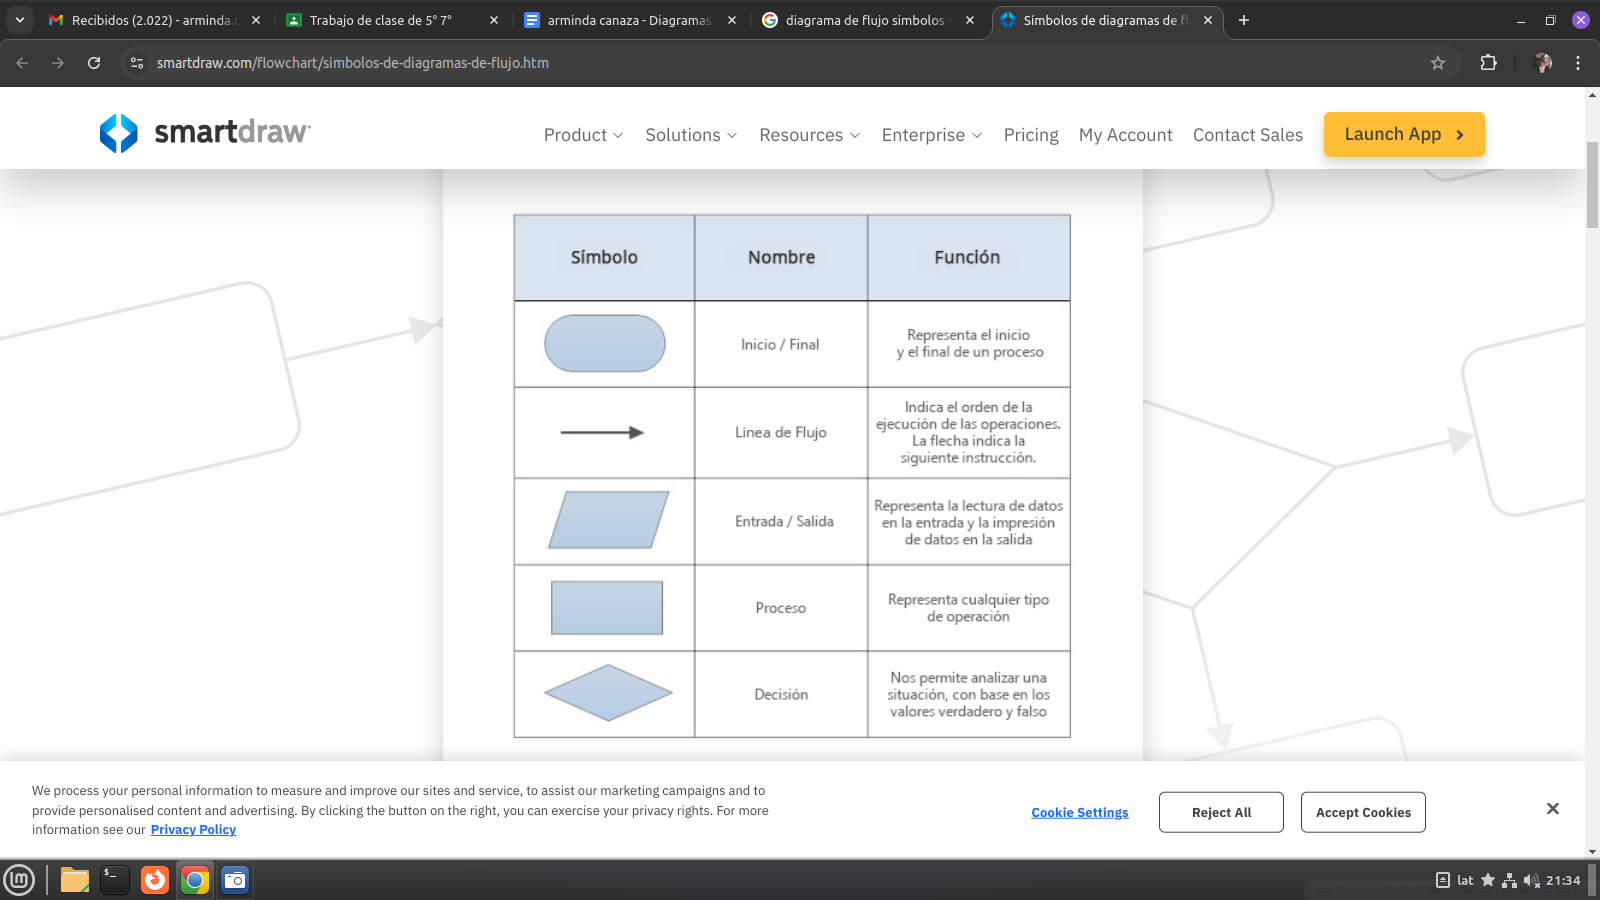 Recibidos (2.022) - arminda.c
Trabajo de clase de 5° 7°
arminda canaza - Diagramas
diagrama de flujo simbolos -
Símbolos de diagramas de fl
smartdraw.com/flowchart/simbolos-de-diagramas-de-flujo.htm
smartdraw
Product
Solutions
Resources
Enterprise
Pricing
My Account
Contact Sales
Launch App
Símbolo
Nombre
Función
Inicio / Final
Representa el inicio
y el final de un proceso
Linea de Flujo
Indica el orden de la
ejecución de las operaciones.
La flecha indica la
siguiente instrucción.
Entrada / Salida
Representa la lectura de datos
en la entrada y la impresión
de datos en la salida
Proceso
Representa cualquier tipo
de operación
Decisión
Nos permite analizar una
situación, con base en los
valores verdadero y falso
We process your personal information to measure and improve our sites and service, to assist our marketing campaigns and to
provide personalised content and advertising. By clicking the button on the right, you can exercise your privacy rights. For more
information see our Privacy Policy
Cookie Settings
Reject All
Accept Cookies
lm
$_
lat
21:34